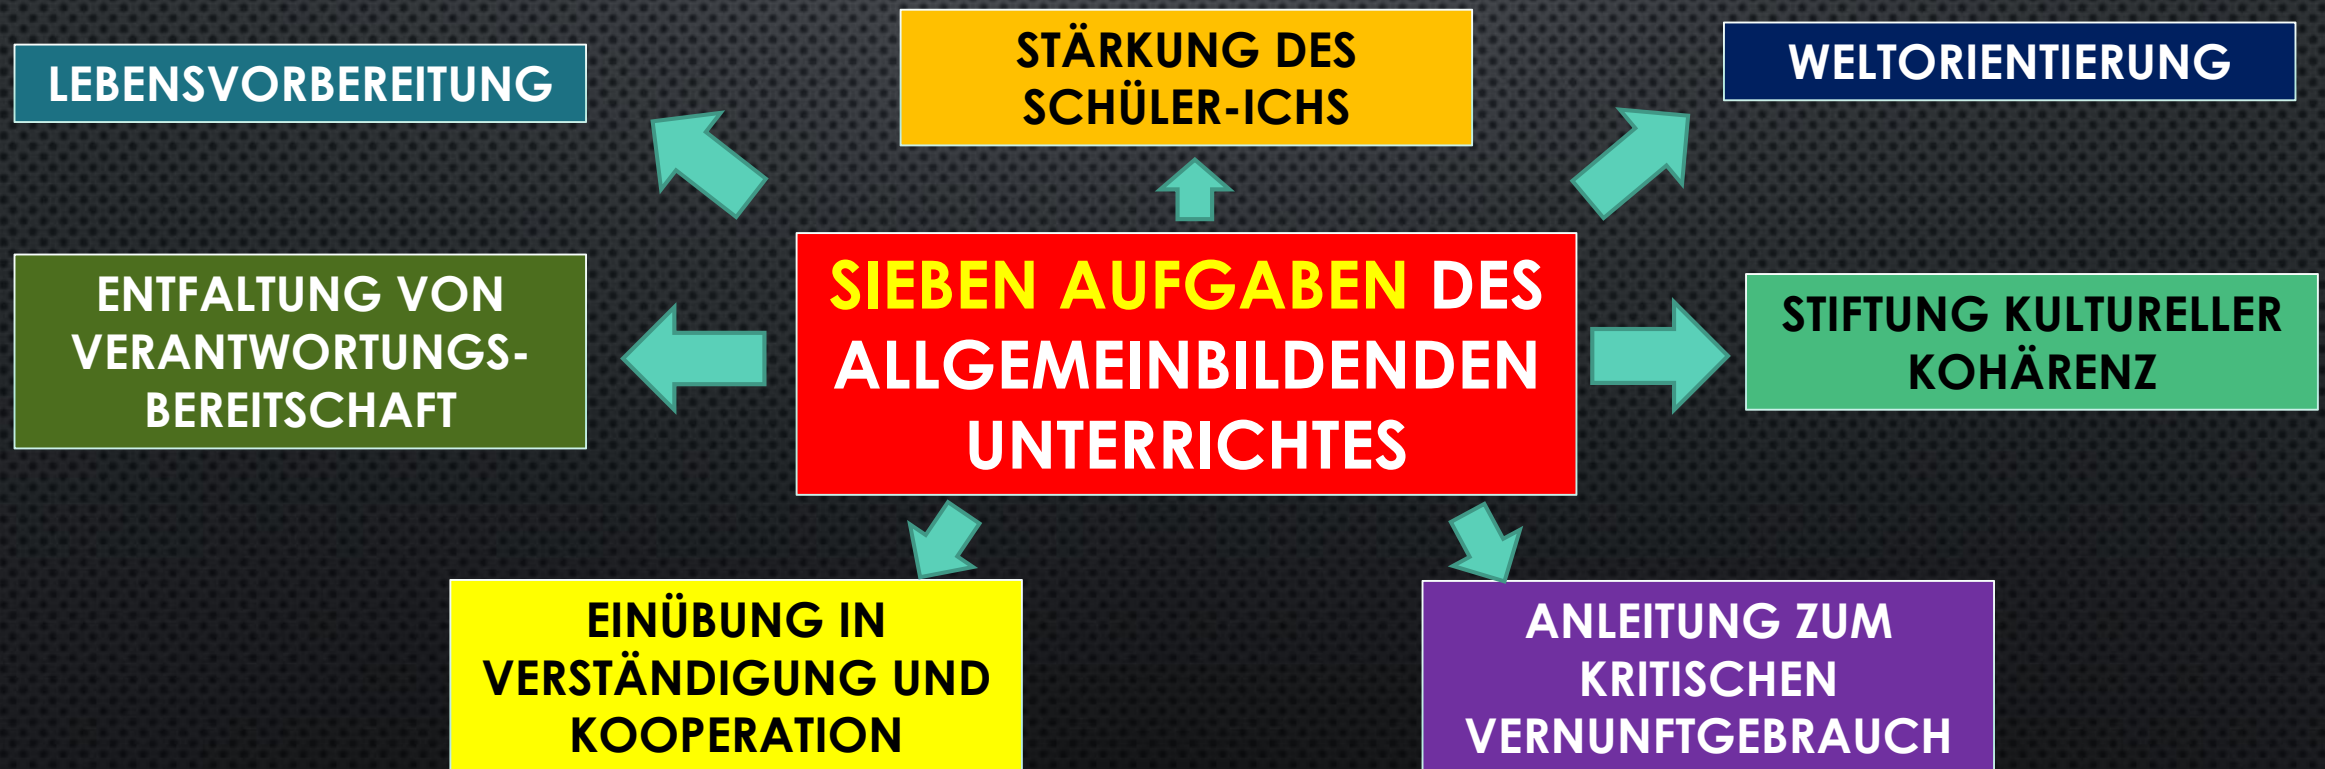 LEBENSVORBEREITUNG
STÄRKUNG DES
SCHÜLER-ICHS
WELTORIENTIERUNG
ENTFALTUNG VON
VERANTWORTUNGS-
BEREITSCHAFT
SIEBEN AUFGABEN DES
ALLGEMEINBILDENDEN
UNTERRICHTES
STIFTUNG KULTURELLER
KOHÄRENZ
EINÜBUNG IN
VERSTÄNDIGUNG UND
KOOPERATION
ANLEITUNG ZUM
KRITISCHEN
VERNUNFTGEBRAUCH